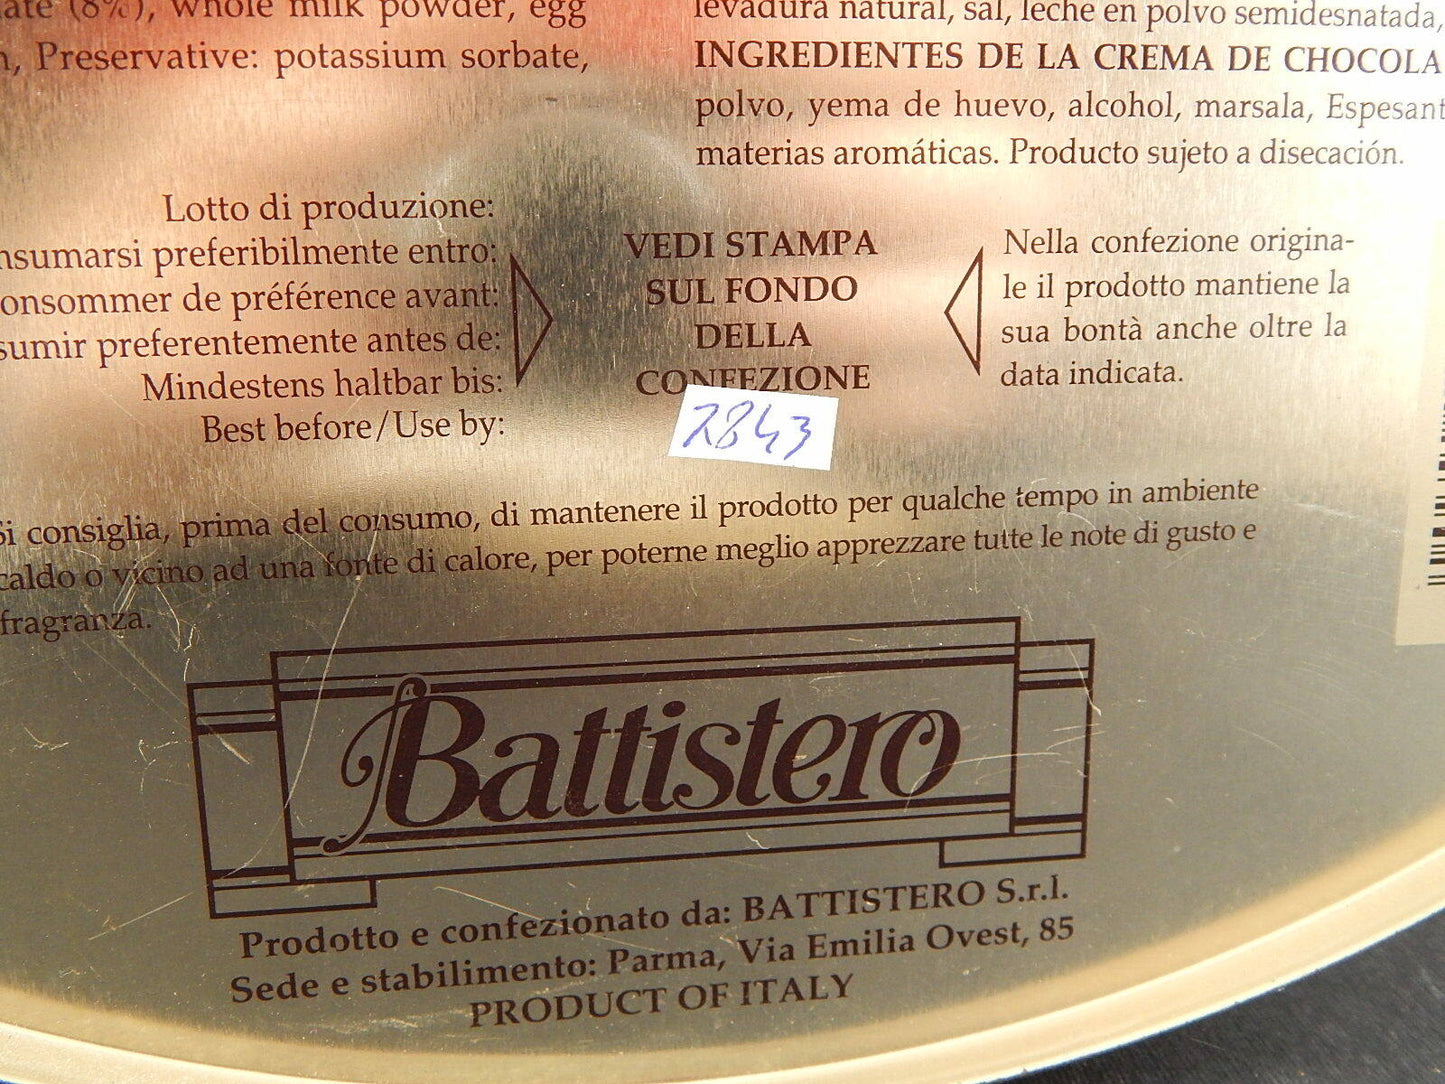 (8%), whole milk powder, egg
Preservative: potassium sorbate,
levadura natural, sal, leche en polvo semidesnatada,
INGREDIENTES DE LA CREMA DE
polvo, yema de huevo, alcohol, marsala,
materias aromáticas. Producto sujeto a disecación.
Lotto di produzione:
preferibilmente entro:
de préférence avant:
preferentemente antes de:
Mindestens haltbar bis:
Best before/Use by:
VEDI STAMPA
SUL FONDO
DELLA
CONFEZIONE
Nella confezione origina-
le il prodotto mantiene la
sua bontà anche oltre la
data indicata.
2843
Si consiglia, prima del consumo, di mantenere il prodotto per qualche tempo in ambiente
caldo o vicino ad una fonte di calore, per poterne meglio apprezzare tutte le note di gusto e
fragranza.
Battistero
Prodotto e confezionato da: BATTISTERO S.r.l.
Sede e stabilimento: Parma, Via Emilia Ovest, 85
PRODUCT OF ITALY